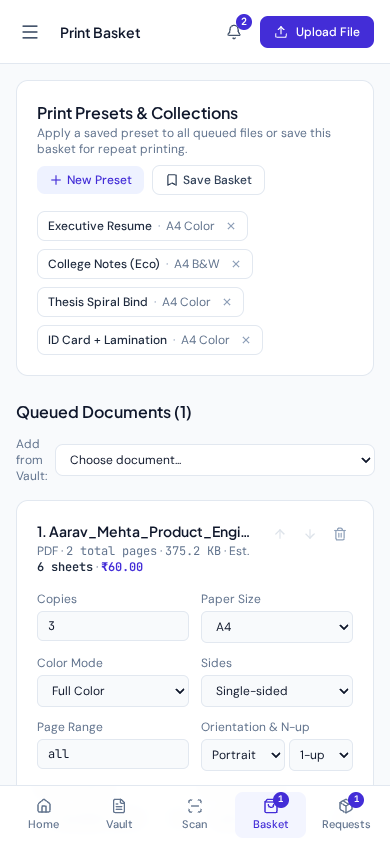 Print Basket
2
Upload File
Print Presets & Collections
Apply a saved preset to all queued files or save this
basket for repeat printing.
New Preset
Save Basket
Executive Resume · A4 Color ×
College Notes (Eco) · A4 B&W ×
Thesis Spiral Bind · A4 Color ×
ID Card + Lamination · A4 Color ×
Queued Documents (1)
Add
from
Vault:
Choose document…
1. Aarav_Mehta_Product_Engi…
PDF · 2 total pages · 375.2 KB · Est.
6 sheets · ₹60.00
Copies
Paper Size
3
A4
Color Mode
Sides
Full Color
Single-sided
Page Range
Orientation & N-up
all
Portrait
1-up
1
1
Home
Vault
Scan
Basket
Requests